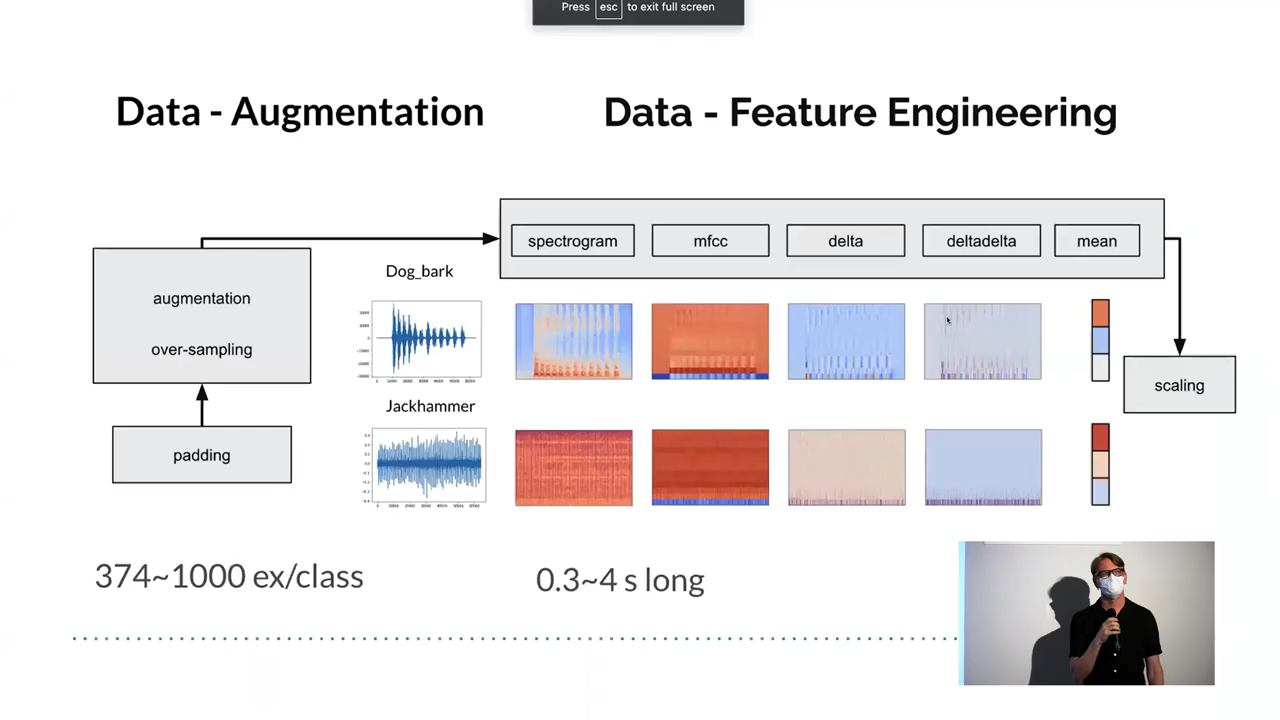 Press esc to exit full screen
Data - Augmentation
Data - Feature Engineering
spectrogram
mfcc
delta
deltadelta
mean
Dog_bark
augmentation
over-sampling
scaling
Jackhammer
padding
374~1000 ex/class
0.3~4 s long